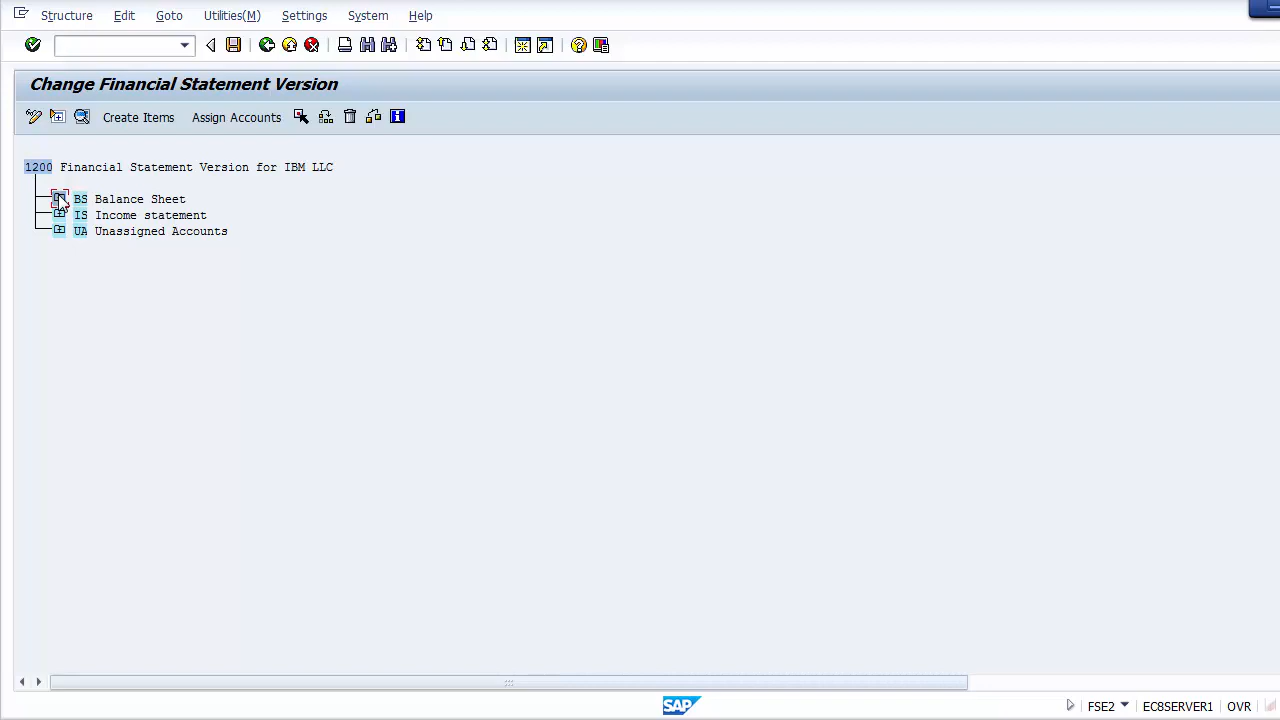 Structure Edit Goto Utilities(M) Settings System Help
Change Financial Statement Version
Create Items Assign Accounts
1200 Financial Statement Version for IBM LLC
BS Balance Sheet
IS Income statement
UA Unassigned Accounts
SAP FSE2 EC8SERVER1 OVR